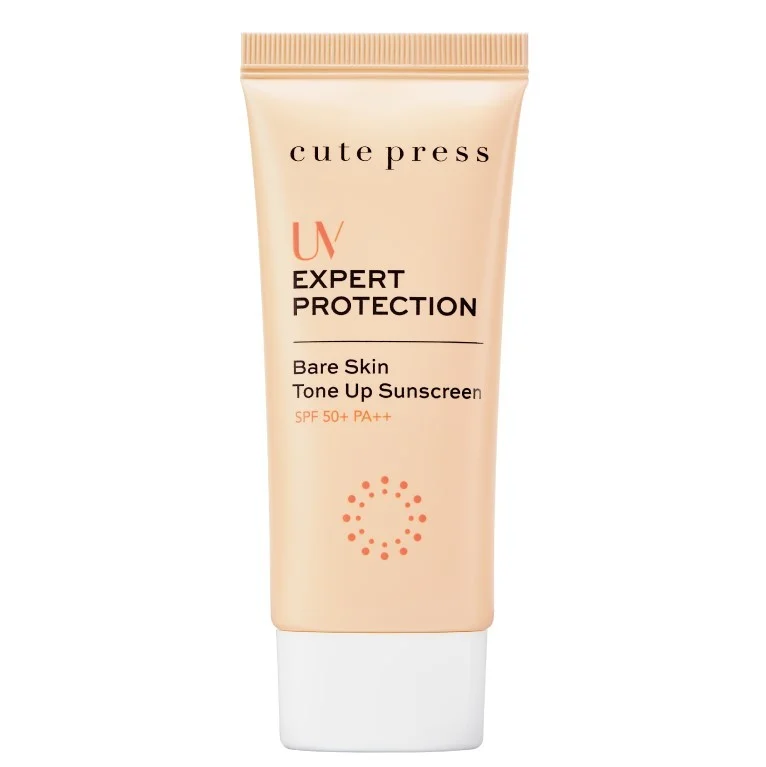 cute press
UV
EXPERT
PROTECTION
Bare Skin
Tone Up Sunscreen
SPF 50+ PA++